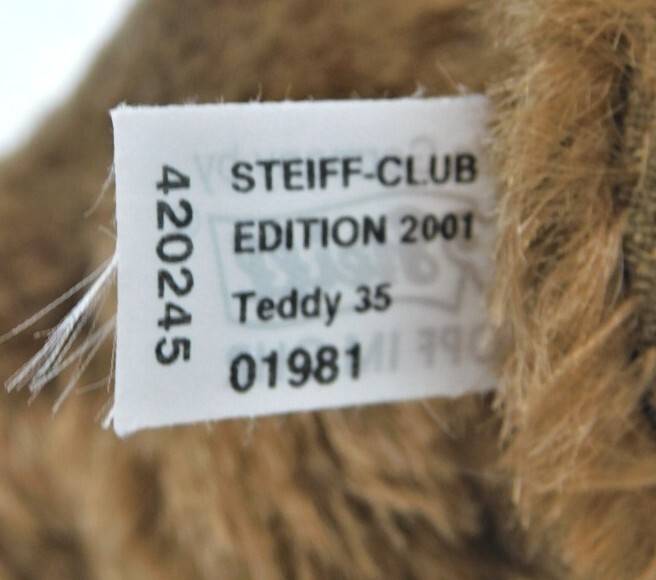 420245
STEIFF-CLUB
EDITION 2001
Teddy 35
01981